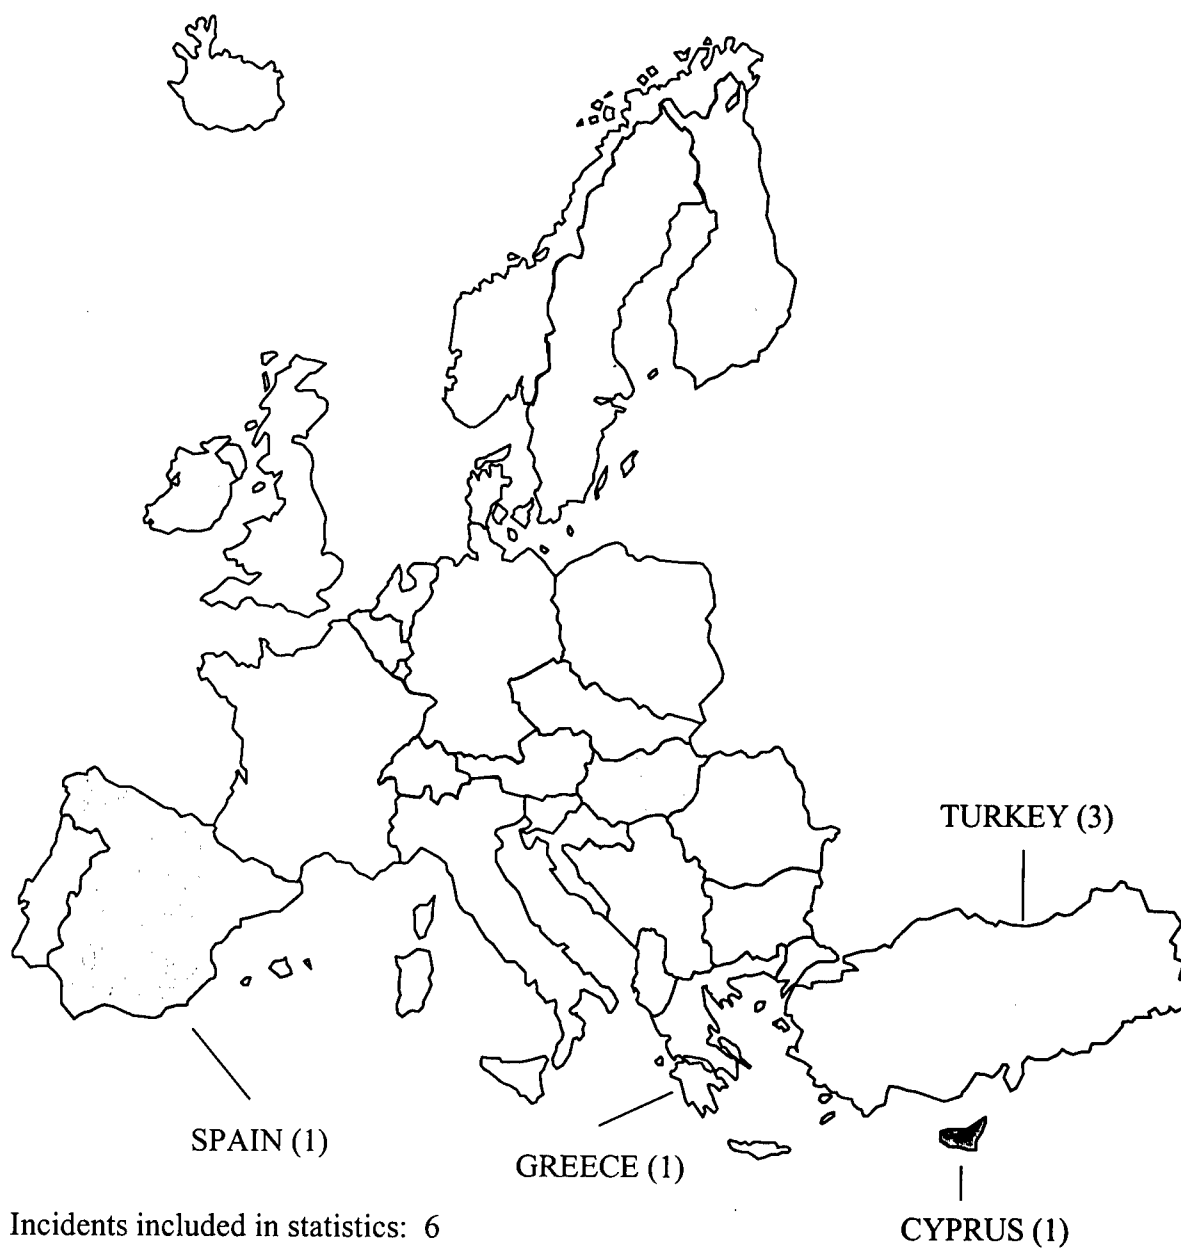 TURKEY (3)
SPAIN (1)
GREECE (1)
Incidents included in statistics: 6
CYPRUS (1)